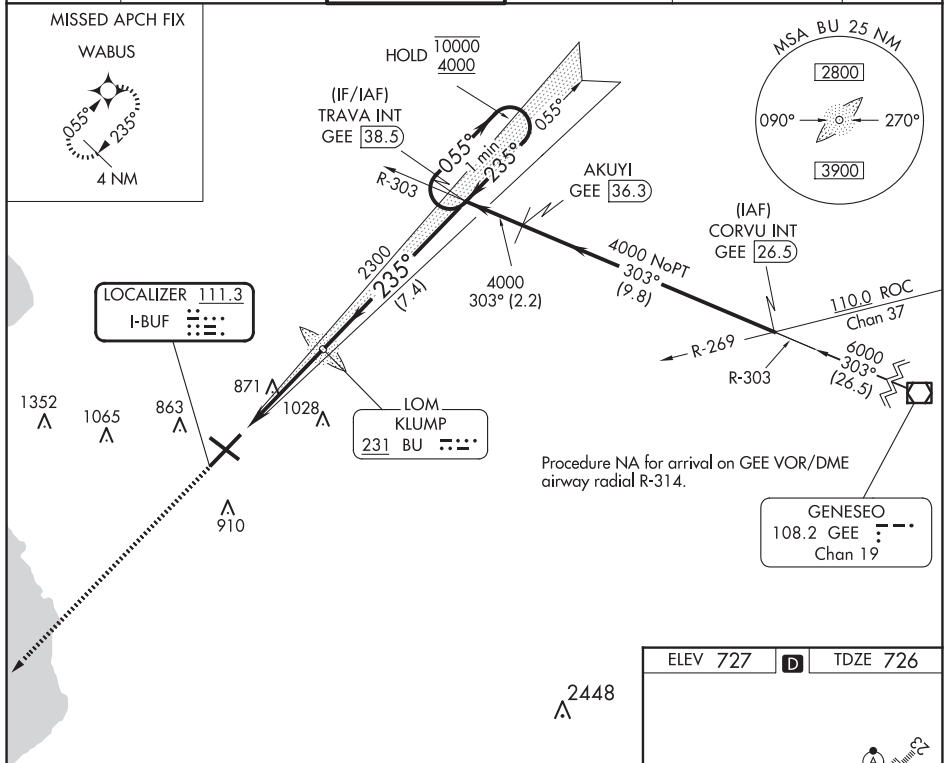 MISSED APCH FIX
WABUS
055°
235°
4 NM
HOLD 10000
4000
(IF/IAF)
TRAVA INT
GEE 38.5
R-303
055°
1 min
235°
055°
AKUYI
GEE 36.3
MSA BU 25 NM
2800
090°
270°
3900
(IAF)
CORVU INT
GEE 26.5
4000 NoPT
303°
(9.8)
4000
303° (2.2)
2300
235°
(7.4)
110.0 ROC
Chan 37
R-269
R-303
6000
303°
(26.5)
LOCALIZER 111.3
I-BUF
871
1028
1352
1065
863
910
LOM
KLUMP
231 BU
Procedure NA for arrival on GEE VOR/DME
airway radial R-314.
GENESEO
108.2 GEE
Chan 19
2448
ELEV 727
D
TDZE 726
A
23